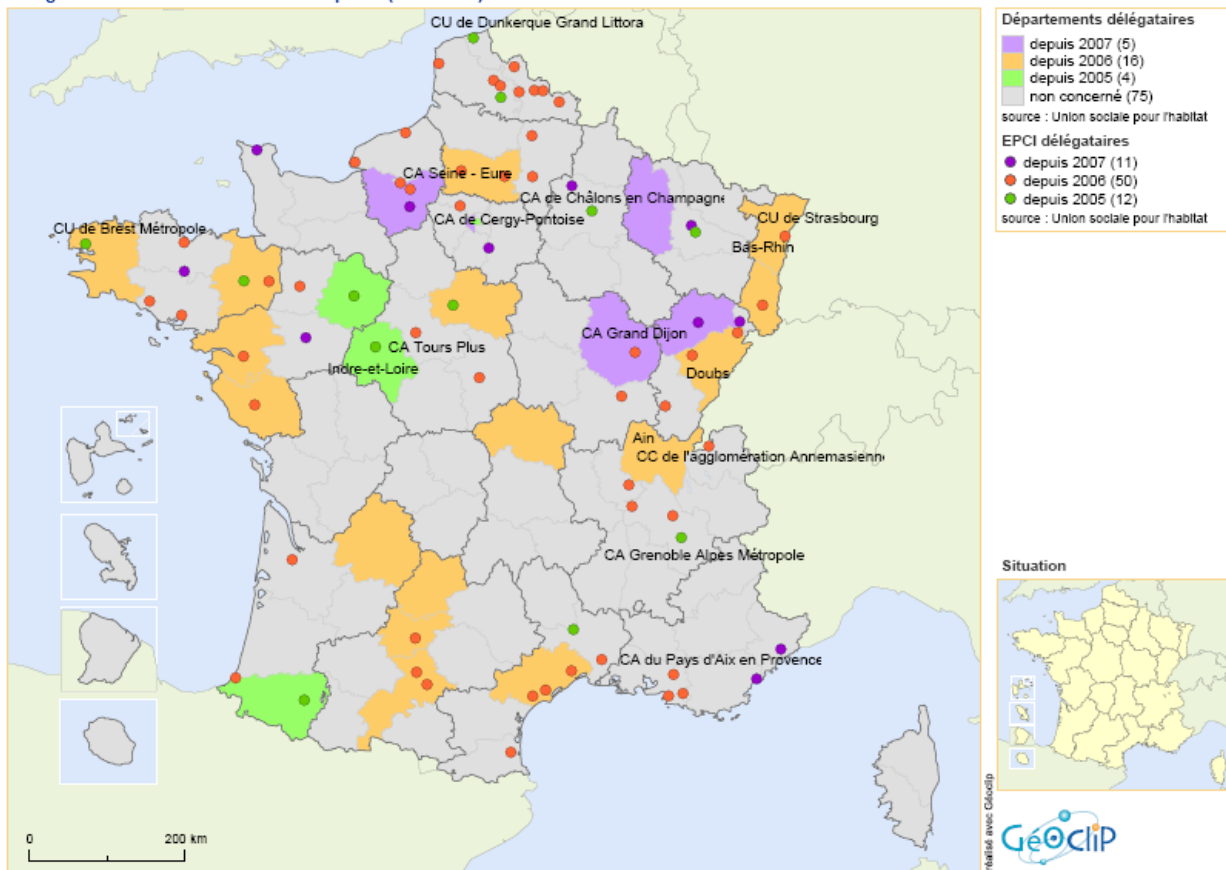 CU de Dunkerque Grand Littora
CA Seine - Eure
CA de Châlons en Champagne
CA de Cergy-Pontoise
CU de Strasbourg
CU de Brest Métropole
Bas-Rhin
CA Grand Dijon
CA Tours Plus
Indre-et-Loire
Doubs
Ain
CC de l'agglomération Annemasienne
CA Grenoble Alpes Métropole
CA du Pays d'Aix en Provence
0 200 km
Départements délégataires
depuis 2007 (5)
depuis 2006 (16)
depuis 2005 (4)
non concerné (75)
source : Union sociale pour l'habitat
EPCI délégataires
depuis 2007 (11)
depuis 2006 (50)
depuis 2005 (12)
source : Union sociale pour l'habitat
Situation
réalisé avec Géoclip
GéOcliP